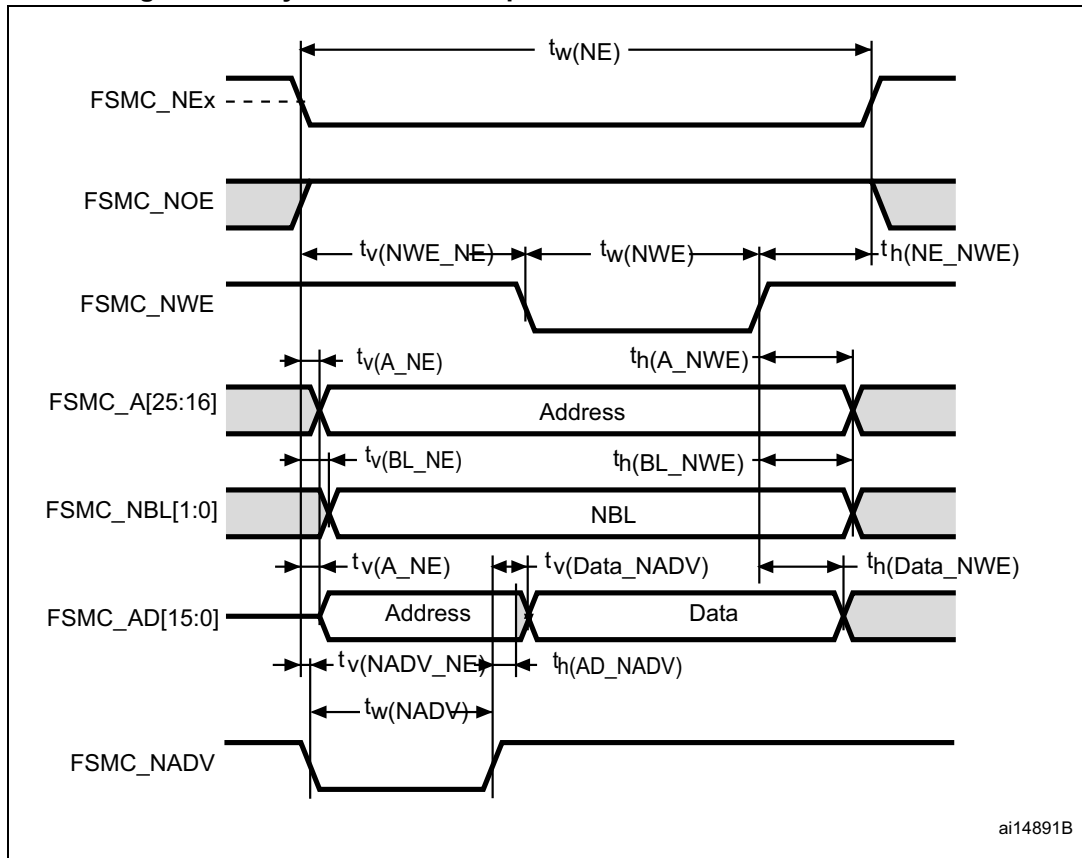 tw(NE)
FSMC_NEx
FSMC_NOE
tv(NWE_NE)
tw(NWE)
th(NE_NWE)
FSMC_NWE
tv(A_NE)
th(A_NWE)
FSMC_A[25:16]
Address
tv(BL_NE)
th(BL_NWE)
FSMC_NBL[1:0]
NBL
tv(A_NE)
tv(Data_NADV)
th(Data_NWE)
FSMC_AD[15:0]
Address
Data
tv(NADV_NE)
th(AD_NADV)
tw(NADV)
FSMC_NADV
ai14891B